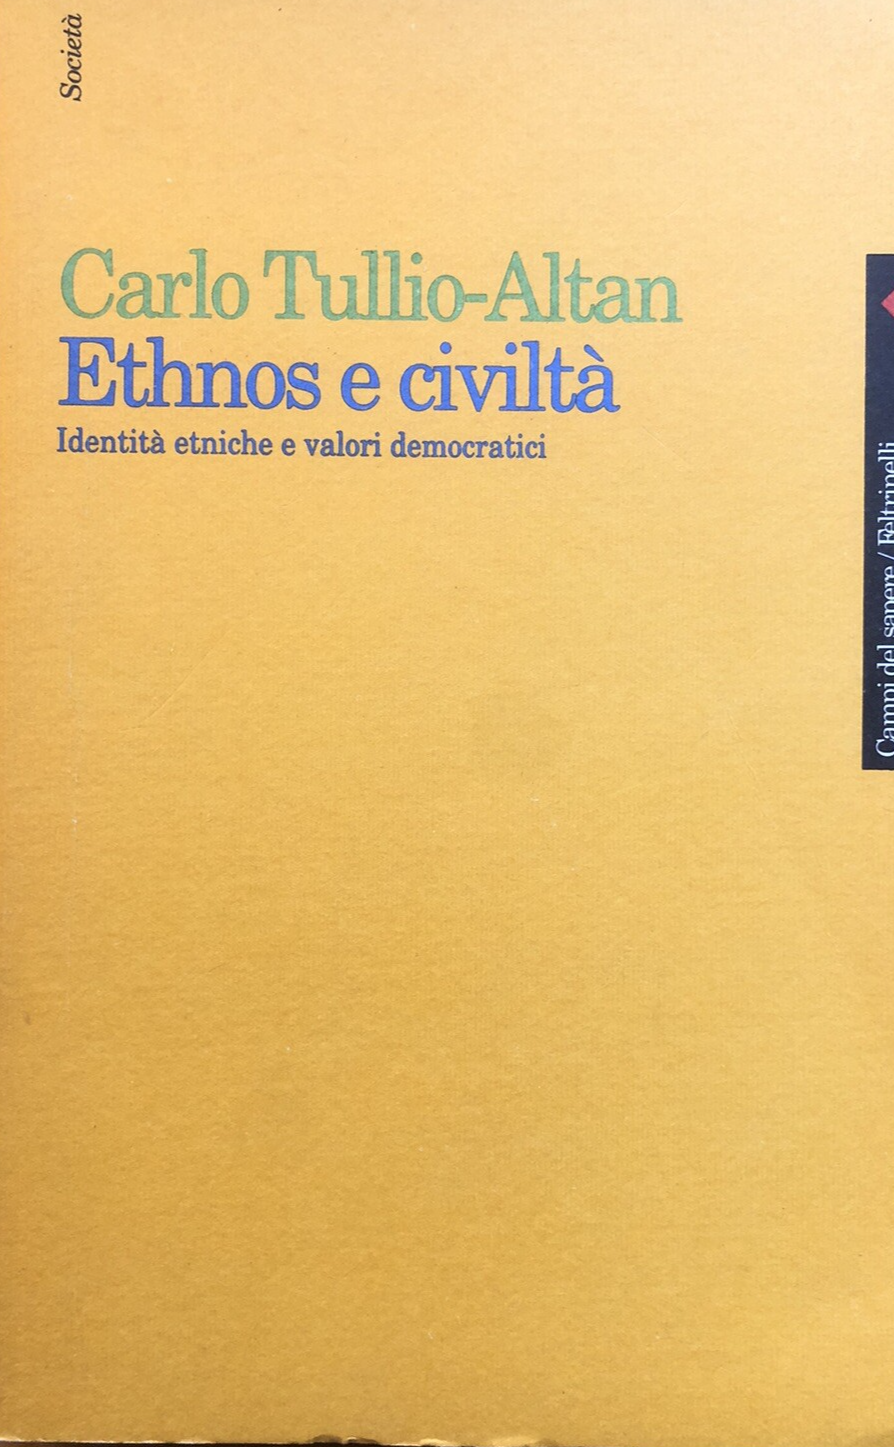 Società
Carlo Tullio-Altan
Ethnos e civiltà
Identità etniche e valori democratici
Campi del sapere / Feltrinelli